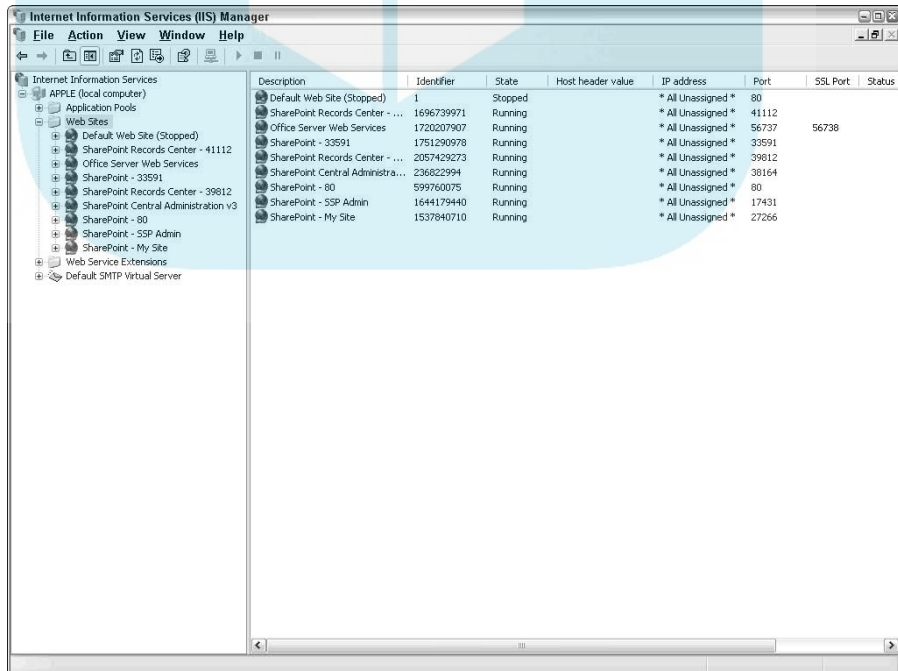 Internet Information Services (IIS) Manager
File Action View Window Help
Internet Information Services
APPLE (local computer)
Application Pools
Web Sites
Default Web Site (Stopped)
SharePoint Records Center - 41112
Office Server Web Services
SharePoint - 33591
SharePoint Records Center - 39812
SharePoint Central Administration v3
SharePoint - 80
SharePoint - SSP Admin
SharePoint - My Site
Web Service Extensions
Default SMTP Virtual Server
Description Identifier State Host header value IP address Port SSL Port Status
Default Web Site (Stopped) 1 Stopped * All Unassigned * 80
SharePoint Records Center - ... 1696739971 Running * All Unassigned * 41112
Office Server Web Services 1720207907 Running * All Unassigned * 56737 56738
SharePoint - 33591 1751290978 Running * All Unassigned * 33591
SharePoint Records Center - ... 2057429273 Running * All Unassigned * 39812
SharePoint Central Administra... 236822994 Running * All Unassigned * 38164
SharePoint - 80 599760075 Running * All Unassigned * 80
SharePoint - SSP Admin 1644179440 Running * All Unassigned * 17431
SharePoint - My Site 1537840710 Running * All Unassigned * 27266